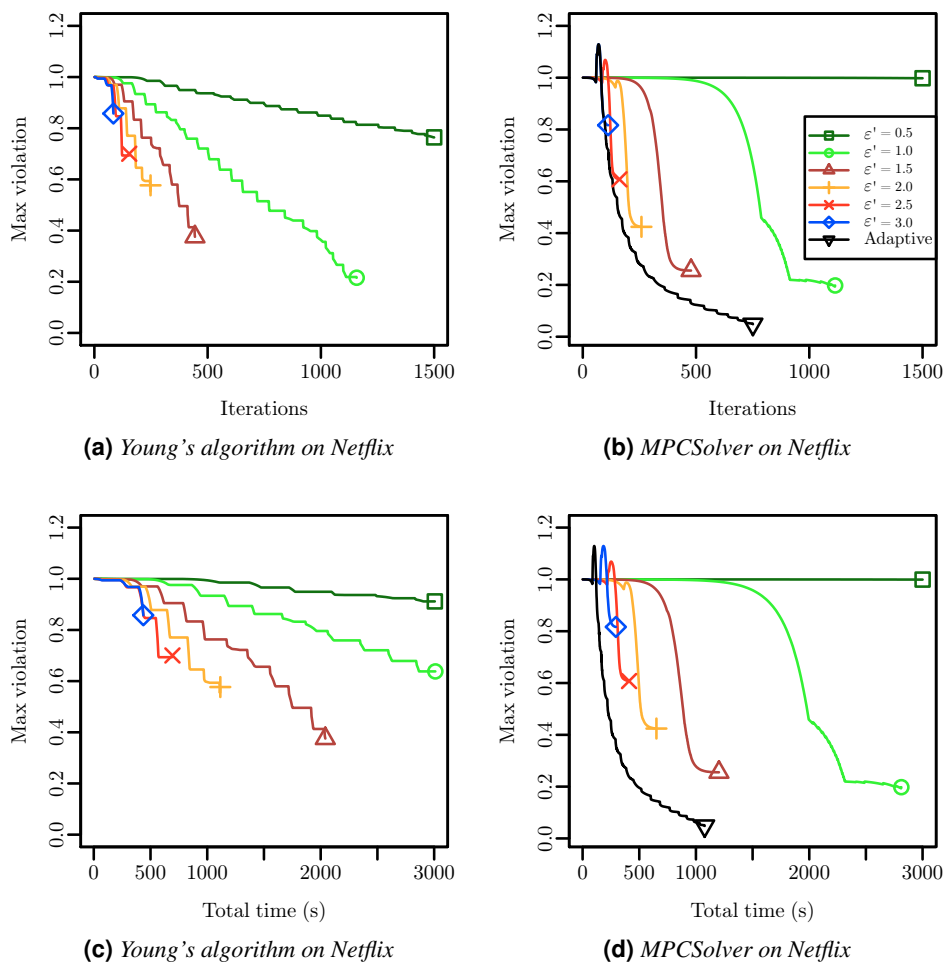 Max violation
0.0 0.2 0.4 0.6 0.8 1.0 1.2
0 500 1000 1500
Iterations
(a) Young's algorithm on Netflix
Max violation
0.0 0.2 0.4 0.6 0.8 1.0 1.2
ε' = 0.5
ε' = 1.0
ε' = 1.5
ε' = 2.0
ε' = 2.5
ε' = 3.0
Adaptive
0 500 1000 1500
Iterations
(b) MPCSolver on Netflix
Max violation
0.0 0.2 0.4 0.6 0.8 1.0 1.2
0 500 1000 2000 3000
Total time (s)
(c) Young's algorithm on Netflix
Max violation
0.0 0.2 0.4 0.6 0.8 1.0 1.2
0 500 1000 2000 3000
Total time (s)
(d) MPCSolver on Netflix